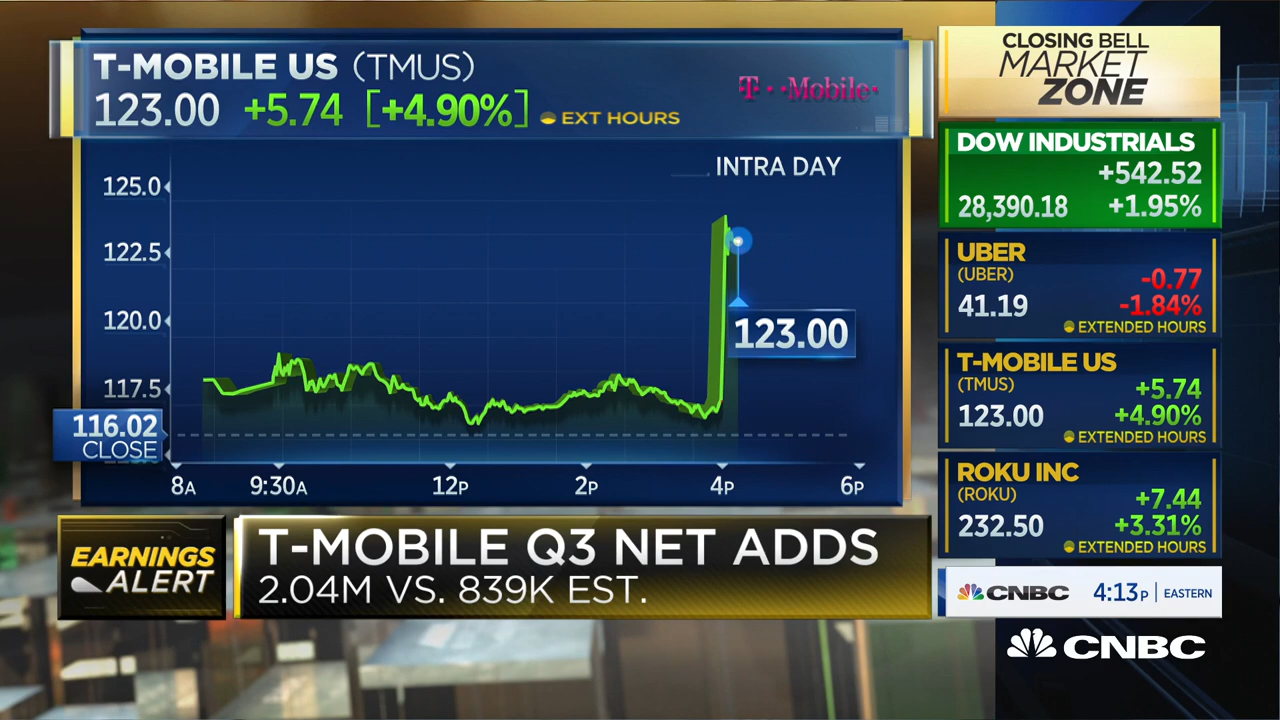 T-MOBILE US (TMUS)
123.00 +5.74 [+4.90%] EXT HOURS
T··Mobile·
INTRA DAY
125.0
122.5
120.0
117.5
116.02
CLOSE
123.00
8A 9:30A 12P 2P 4P 6P
EARNINGS
ALERT
T-MOBILE Q3 NET ADDS
2.04M VS. 839K EST.
CLOSING BELL
MARKET
ZONE
DOW INDUSTRIALS
+542.52
28,390.18 +1.95%
UBER
(UBER) -0.77
41.19 -1.84%
EXTENDED HOURS
T-MOBILE US
(TMUS) +5.74
123.00 +4.90%
EXTENDED HOURS
ROKU INC
(ROKU) +7.44
232.50 +3.31%
EXTENDED HOURS
CNBC 4:13P EASTERN
CNBC